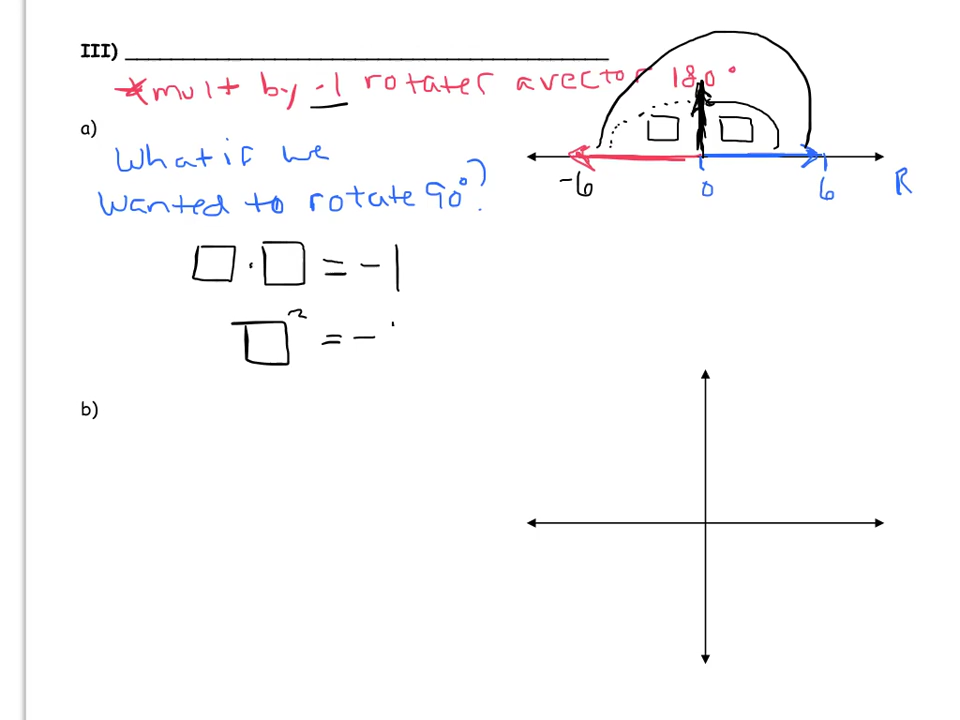 III) ____________________
*mult by -1 rotates a vector 180°
a)
What if we
wanted to rotate 90°?
-6 0 6 R
□ · □ = -1
□² = -
b)